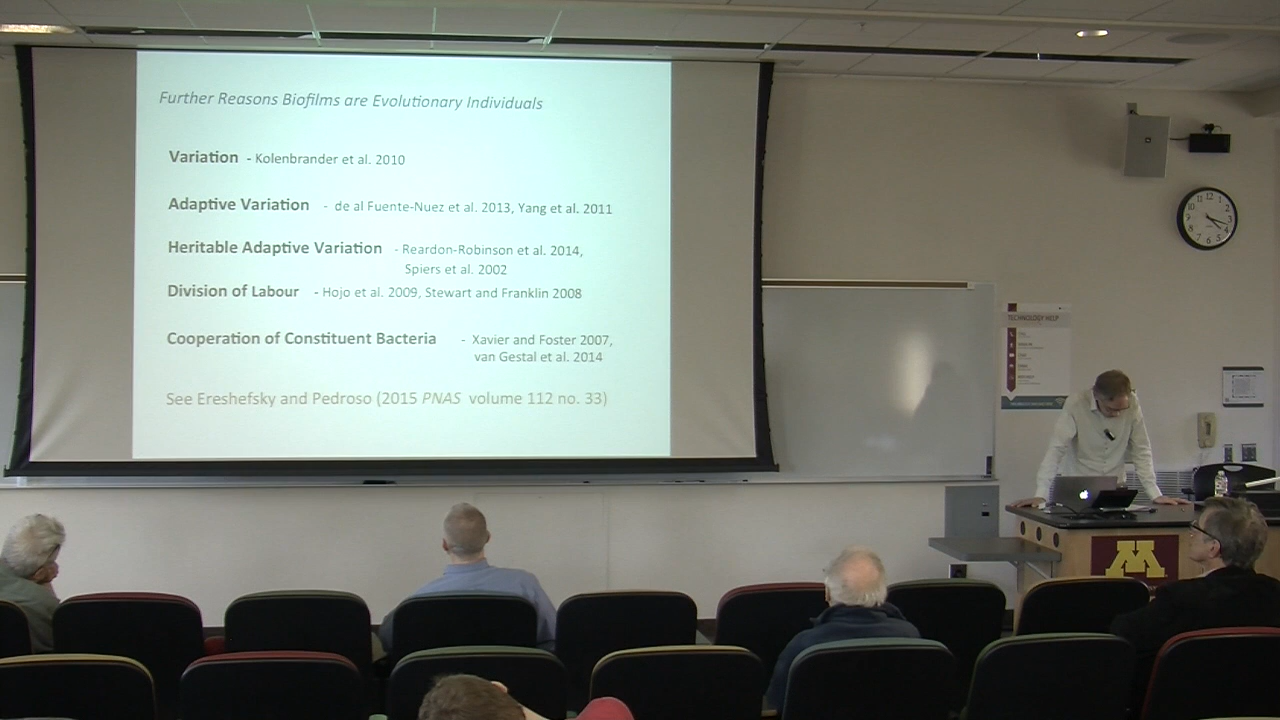 Further Reasons Biofilms are Evolutionary Individuals
Variation - Kolenbrander et al. 2010
Adaptive Variation - de al Fuente-Nuez et al. 2013, Yang et al. 2011
Heritable Adaptive Variation - Reardon-Robinson et al. 2014,
Spiers et al. 2002
Division of Labour - Hojo et al. 2009, Stewart and Franklin 2008
Cooperation of Constituent Bacteria - Xavier and Foster 2007,
van Gestal et al. 2014
See Ereshefsky and Pedroso (2015 PNAS volume 112 no. 33)
TECHNOLOGY HELP
M